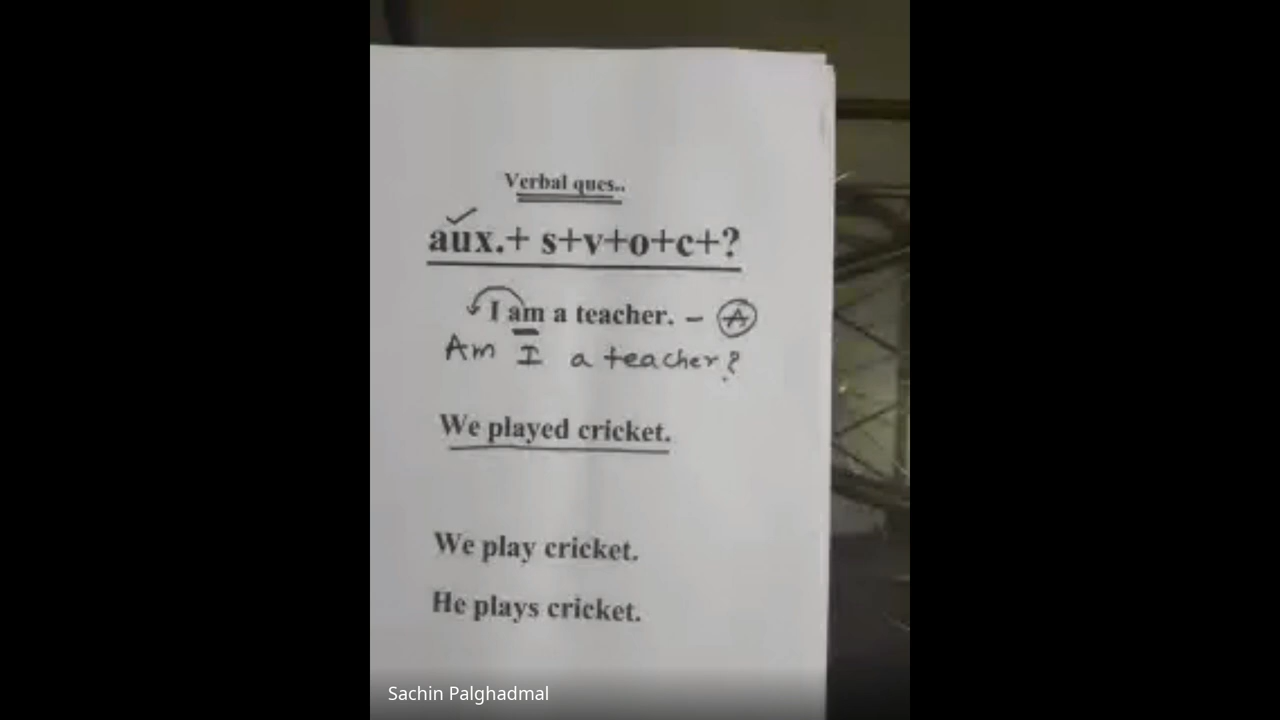 Verbal ques..
aux.+ s+v+o+c+?
I am a teacher. – A
Am I a teacher?
We played cricket.
We play cricket.
He plays cricket.
Sachin Palghadmal